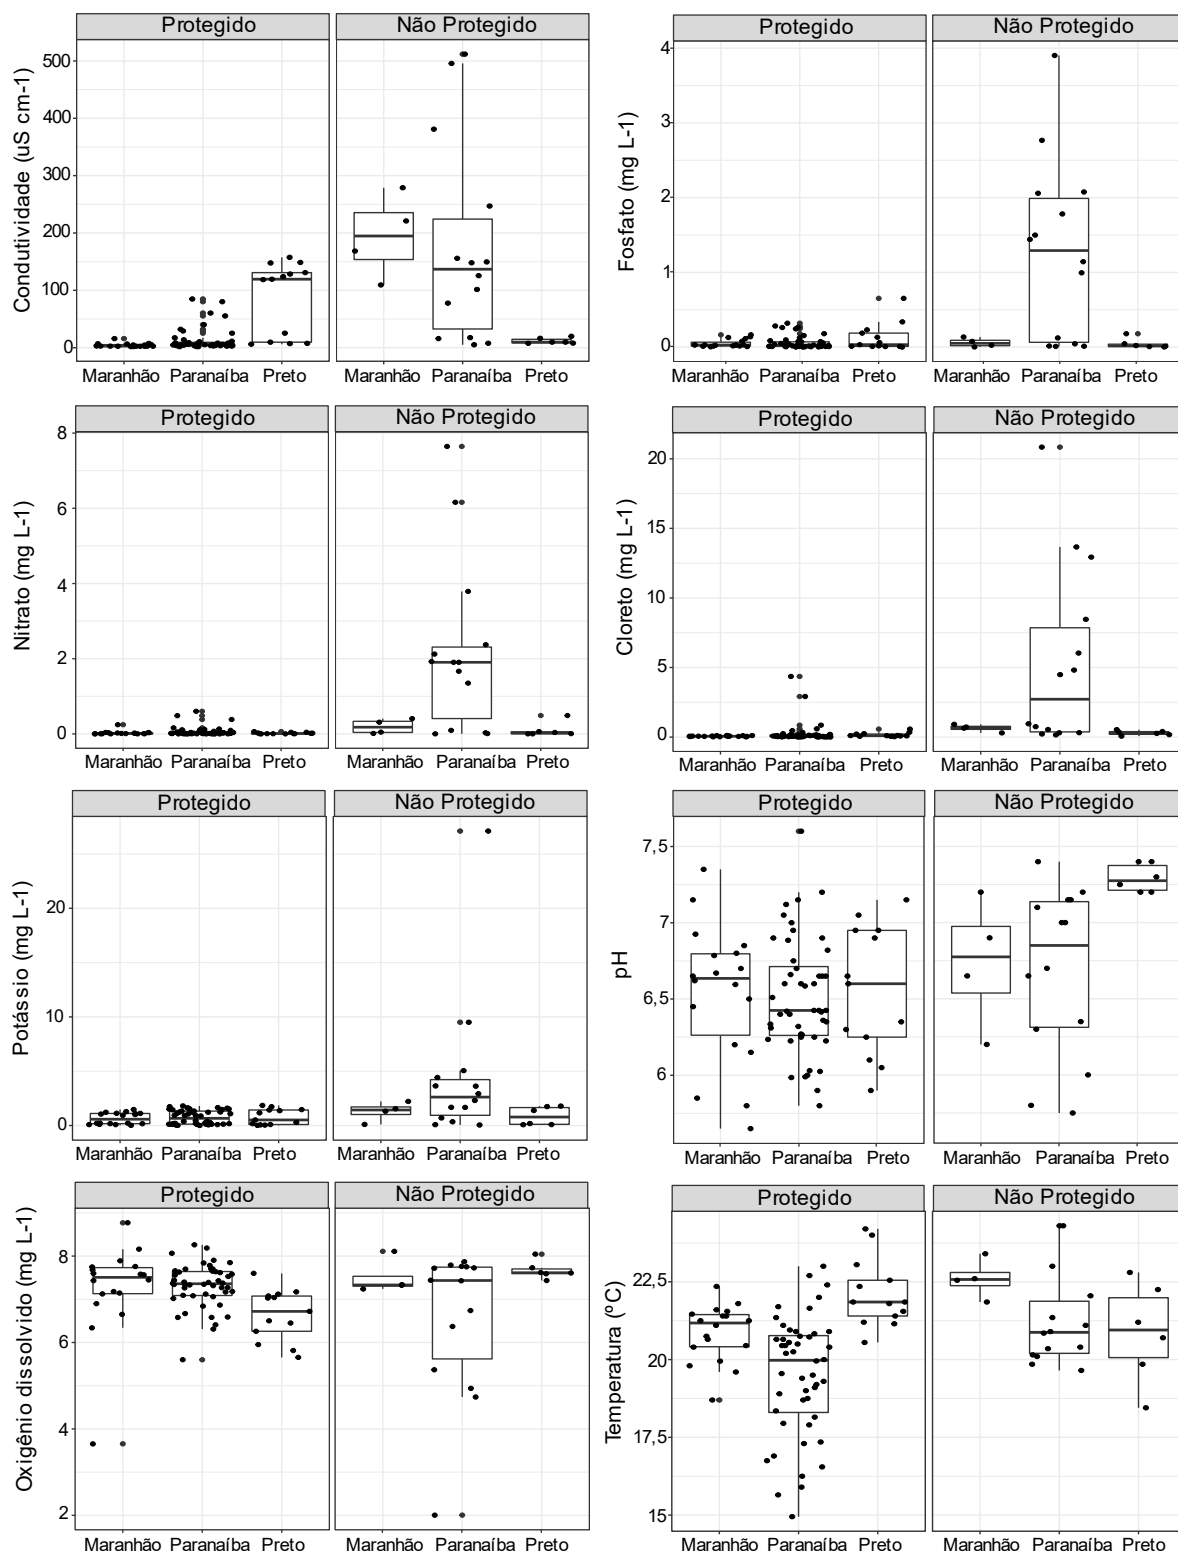 Protegido Não Protegido
Condutividade (uS cm-1)
500
400
300
200
100
0
Maranhão Paranaíba Preto Maranhão Paranaíba Preto
Protegido Não Protegido
Fosfato (mg L-1)
4
3
2
1
0
Maranhão Paranaíba Preto Maranhão Paranaíba Preto
Protegido Não Protegido
Nitrato (mg L-1)
8
6
4
2
0
Maranhão Paranaíba Preto Maranhão Paranaíba Preto
Protegido Não Protegido
Cloreto (mg L-1)
20
15
10
5
0
Maranhão Paranaíba Preto Maranhão Paranaíba Preto
Protegido Não Protegido
Potássio (mg L-1)
20
10
0
Maranhão Paranaíba Preto Maranhão Paranaíba Preto
Protegido Não Protegido
pH
7,5
7
6,5
6
Maranhão Paranaíba Preto Maranhão Paranaíba Preto
Protegido Não Protegido
Oxigênio dissolvido (mg L-1)
8
6
4
2
Maranhão Paranaíba Preto Maranhão Paranaíba Preto
Protegido Não Protegido
Temperatura (ºC)
22,5
20
17,5
15
Maranhão Paranaíba Preto Maranhão Paranaíba Preto